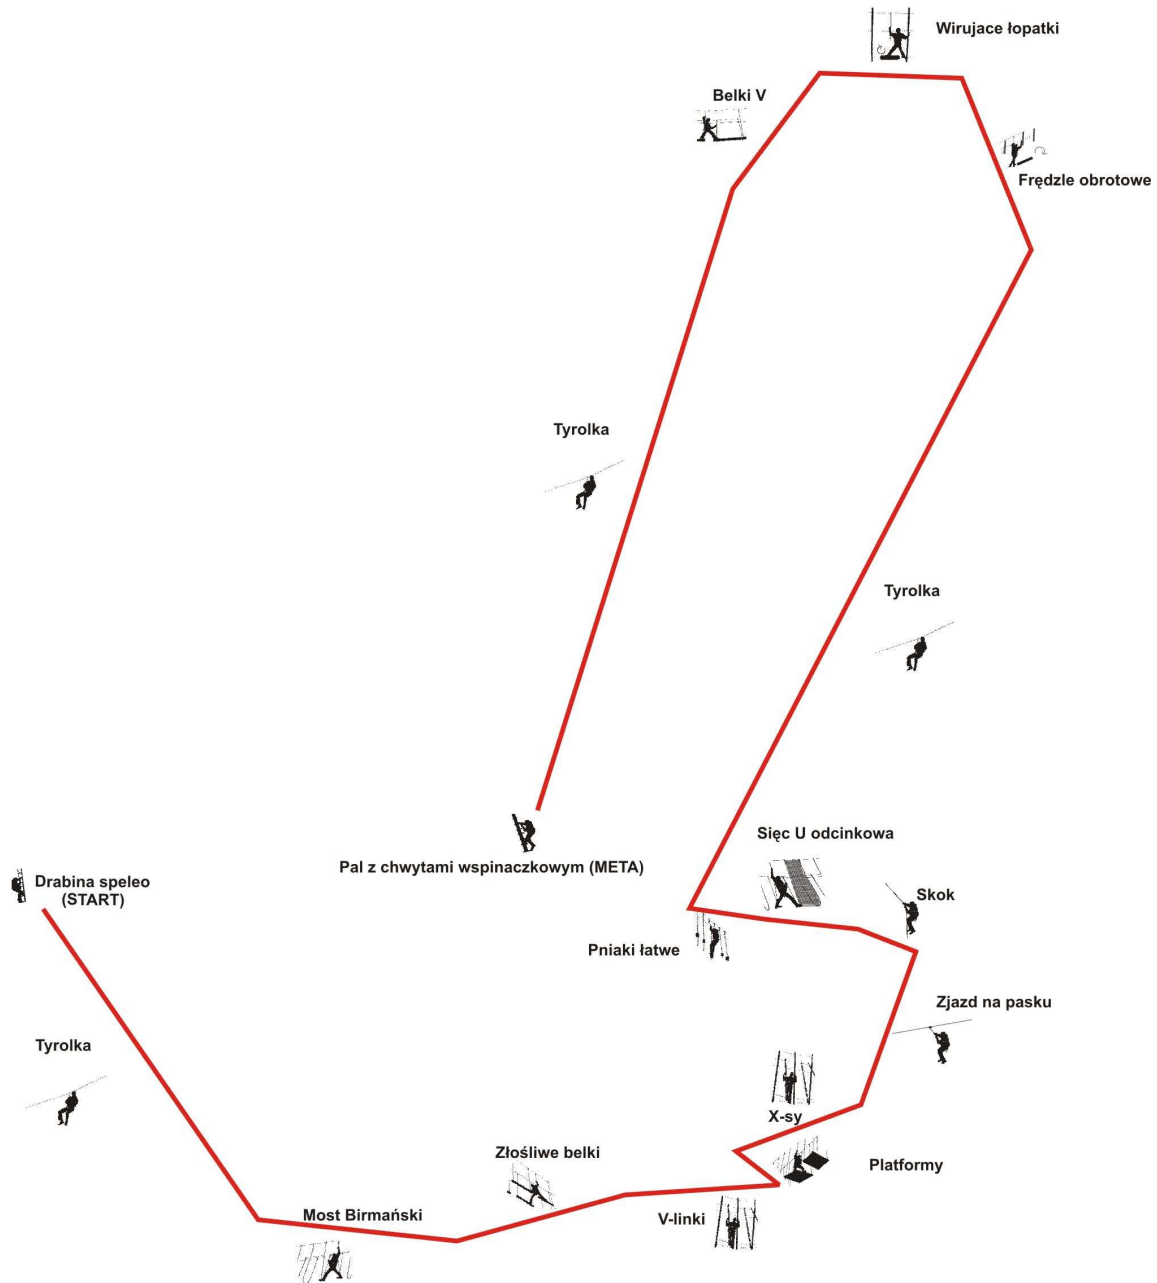 Wirujace łopatki
Belki V
Frędzle obrotowe
Tyrolka
Tyrolka
Sięc U odcinkowa
Pal z chwytami wspinaczkowym (META)
Drabina speleo
(START)
Skok
Pniaki łatwe
Zjazd na pasku
Tyrolka
X-sy
Złośliwe belki
Platformy
Most Birmański
V-linki